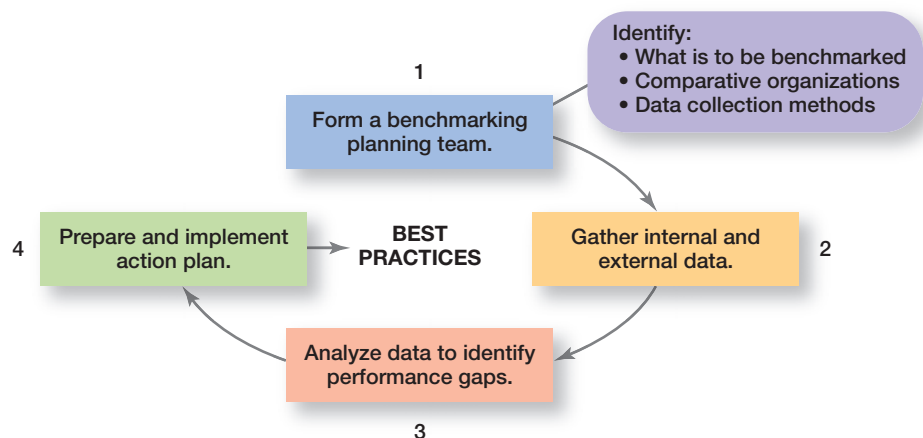 Identify:
• What is to be benchmarked
• Comparative organizations
• Data collection methods
1
Form a benchmarking
planning team.
2
Gather internal and
external data.
3
Analyze data to identify
performance gaps.
4
Prepare and implement
action plan.
BEST
PRACTICES